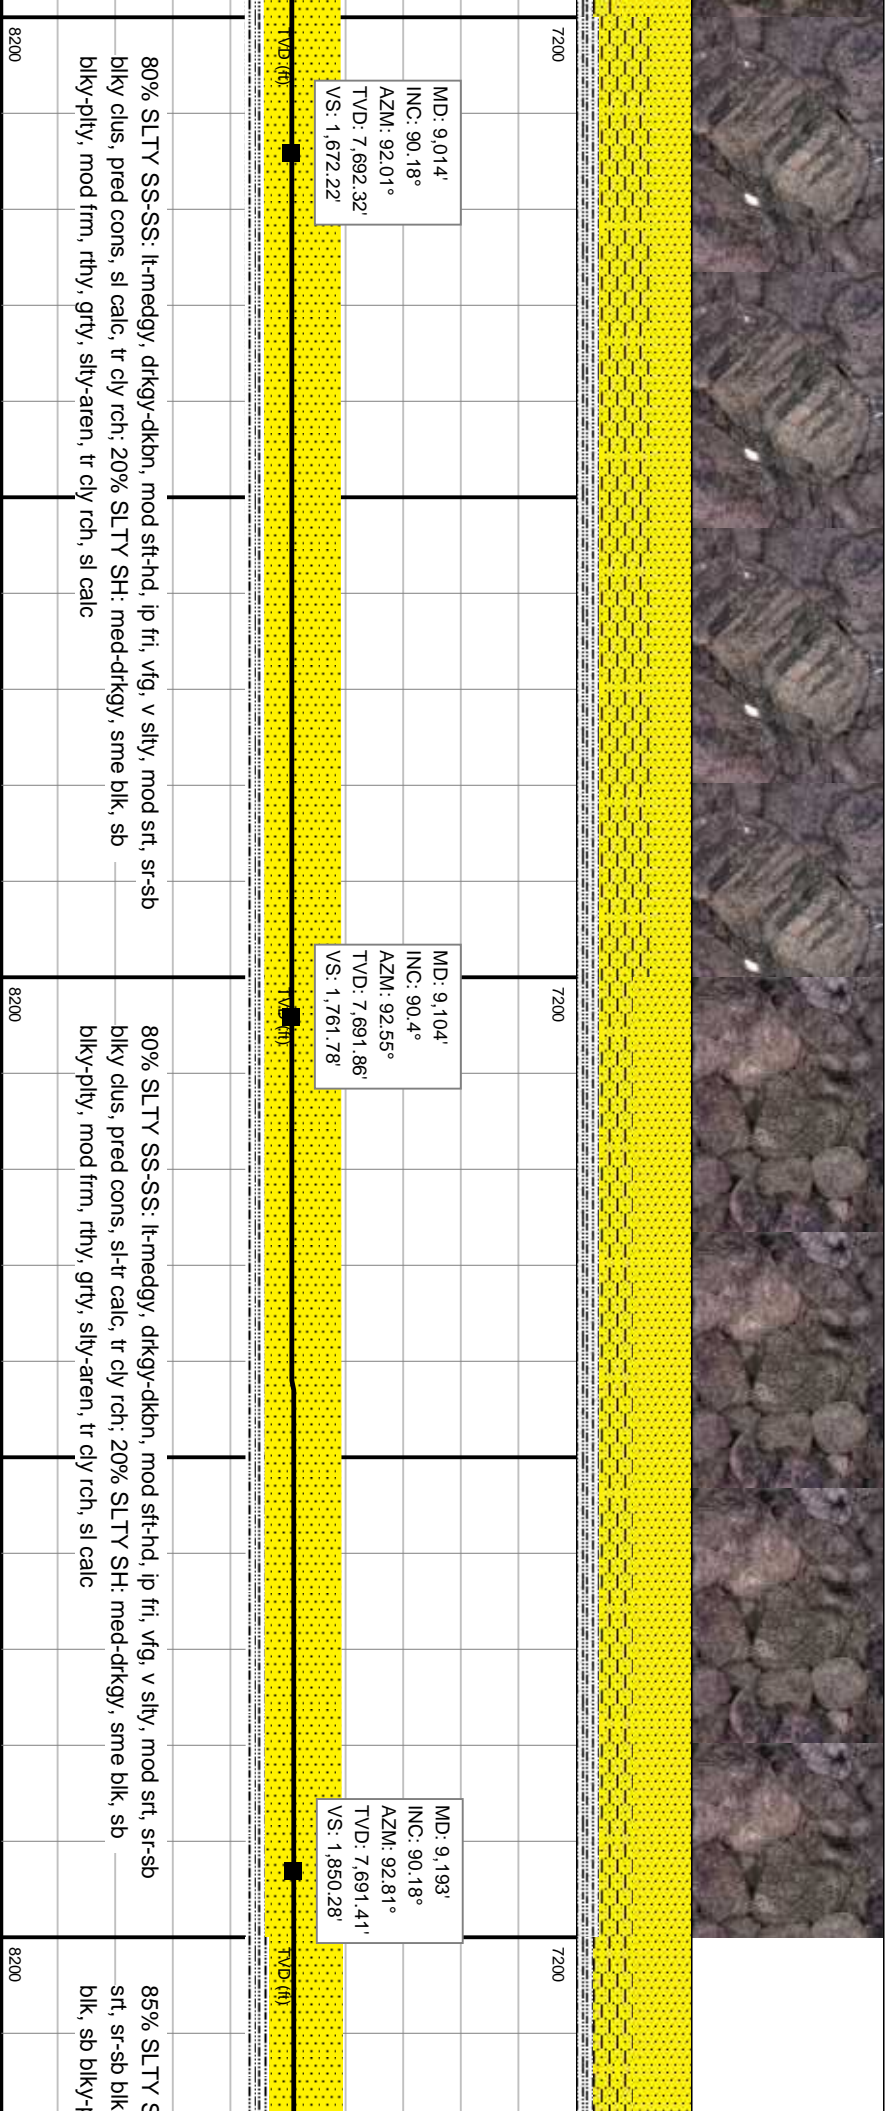 7200
TVD (ft)
8200
MD: 9,014'
INC: 90.18°
AZM: 92.01°
TVD: 7,692.32'
VS: 1,672.22'
80% SLTY SS-SS: lt-medgy, drkgy-dkbn, mod sft-hd, ip fri, vfg, v slty, mod srt, sr-sb
blky clus, pred cons, sl calc, tr cly rch; 20% SLTY SH: med-drkgy, sme blk, sb
blky-plty, mod frm, rthy, grty, slty-aren, tr cly rch, sl calc
7200
TVD (ft)
8200
MD: 9,104'
INC: 90.4°
AZM: 92.55°
TVD: 7,691.86'
VS: 1,761.78'
80% SLTY SS-SS: lt-medgy, drkgy-dkbn, mod sft-hd, ip fri, vfg, v slty, mod srt, sr-sb
blky clus, pred cons, sl-tr calc, tr cly rch; 20% SLTY SH: med-drkgy, sme blk, sb
blky-plty, mod frm, rthy, grty, slty-aren, tr cly rch, sl calc
MD: 9,193'
INC: 90.18°
AZM: 92.81°
TVD: 7,691.41'
VS: 1,850.28'
7200
TVD (ft)
8200
85% SLTY S
srt, sr-sb blk
blk, sb blky-p